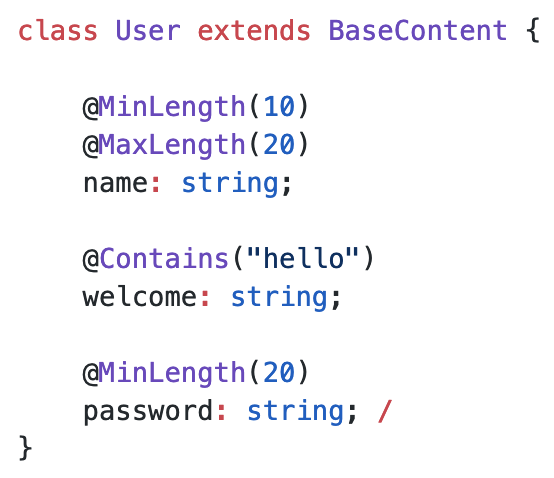 class User extends BaseContent {
@MinLength(10)
@MaxLength(20)
name: string;
@Contains("hello")
welcome: string;
@MinLength(20)
password: string; /
}